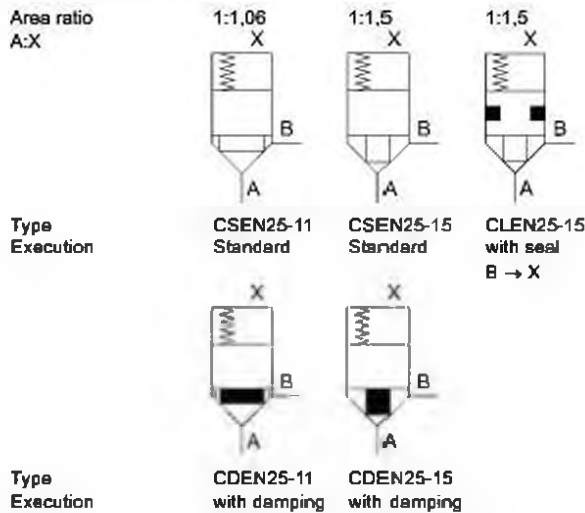 Area ratio 1:1,06 1:1,5 1:1,5
A:X X X X
B B B
A A A
Type CSEN25-11 CSEN25-15 CLEN25-15
Execution Standard Standard with seal
B → X
X X
B B
A A
Type CDEN25-11 CDEN25-15
Execution with damping with damping